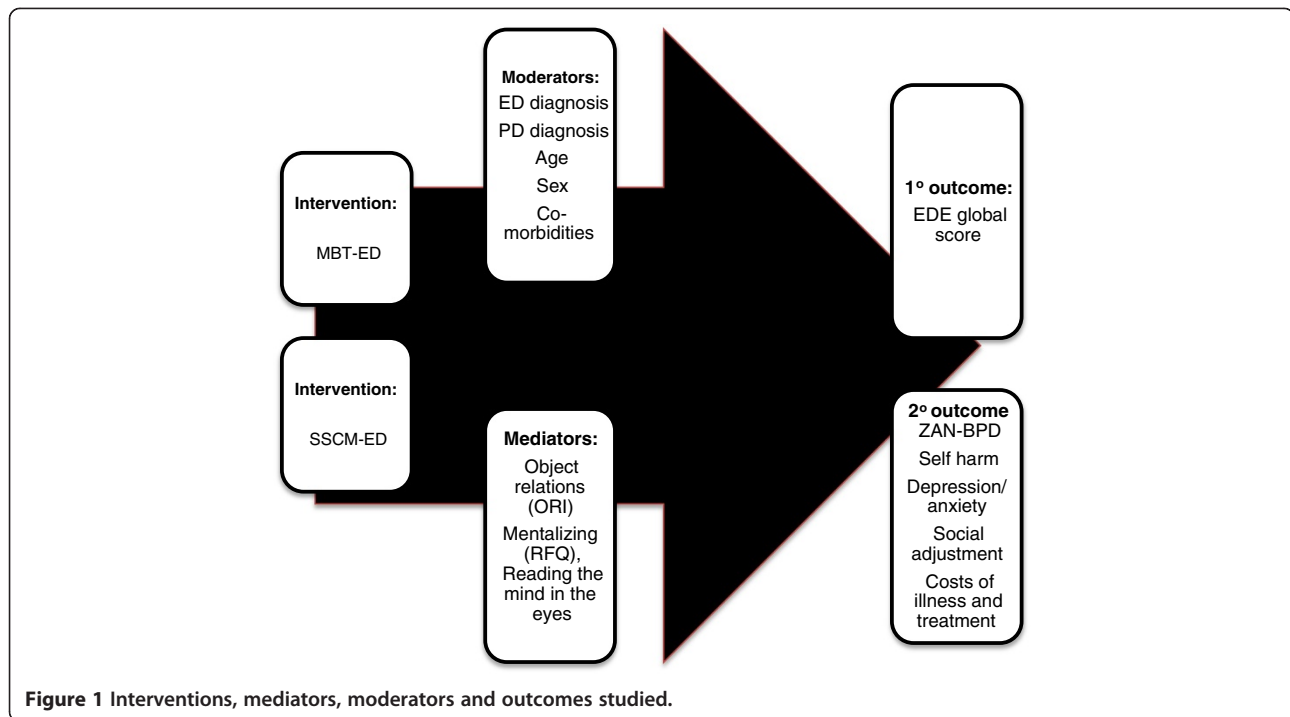 Intervention:
MBT-ED
Intervention:
SSCM-ED
Moderators:
ED diagnosis
PD diagnosis
Age
Sex
Co-
morbidities
Mediators:
Object
relations
(ORI)
Mentalizing
(RFQ),
Reading the
mind in the
eyes
1º outcome:
EDE global
score
2º outcome
ZAN-BPD
Self harm
Depression/
anxiety
Social
adjustment
Costs of
illness and
treatment
Figure 1 Interventions, mediators, moderators and outcomes studied.